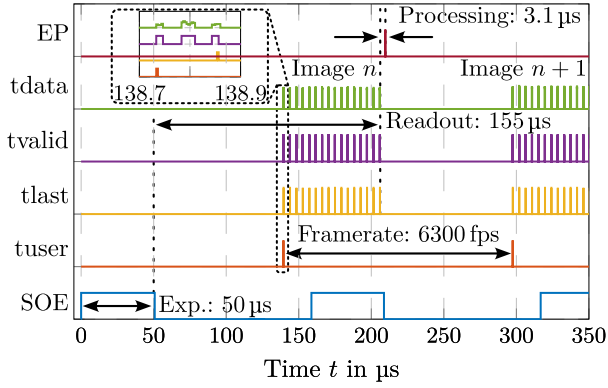 EP
Processing: 3.1 µs
tdata
Image n
Image n + 1
138.7
138.9
Readout: 155 µs
tvalid
tlast
tuser
Framerate: 6300 fps
SOE
Exp.: 50 µs
0
50
100
150
200
250
300
350
Time t in µs